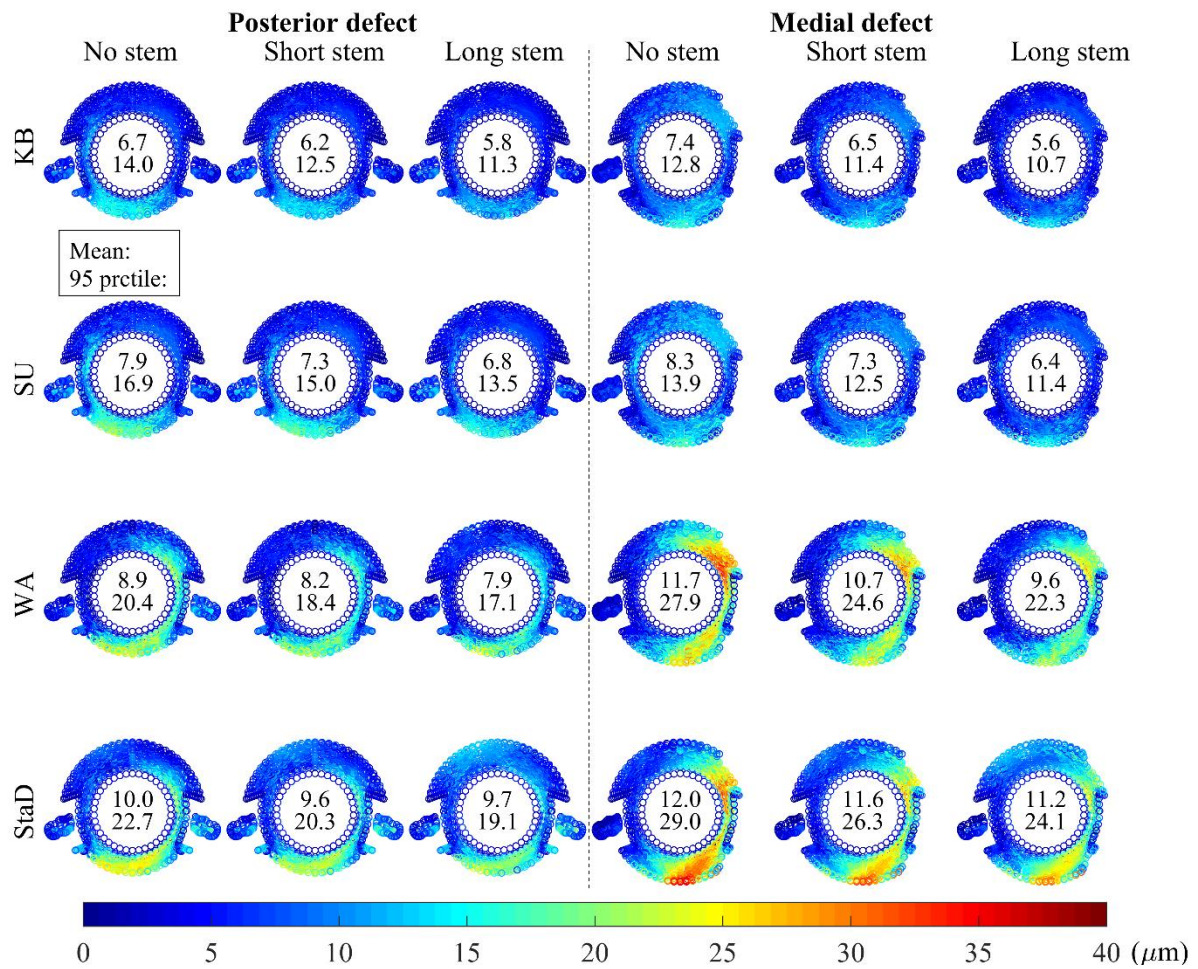 Posterior defect Medial defect
No stem Short stem Long stem No stem Short stem Long stem
KB
6.7 6.2 5.8 7.4 6.5 5.6
14.0 12.5 11.3 12.8 11.4 10.7
Mean:
95 prctile:
SU
7.9 7.3 6.8 8.3 7.3 6.4
16.9 15.0 13.5 13.9 12.5 11.4
WA
8.9 8.2 7.9 11.7 10.7 9.6
20.4 18.4 17.1 27.9 24.6 22.3
StaD
10.0 9.6 9.7 12.0 11.6 11.2
22.7 20.3 19.1 29.0 26.3 24.1
0 5 10 15 20 25 30 35 40 (μm)